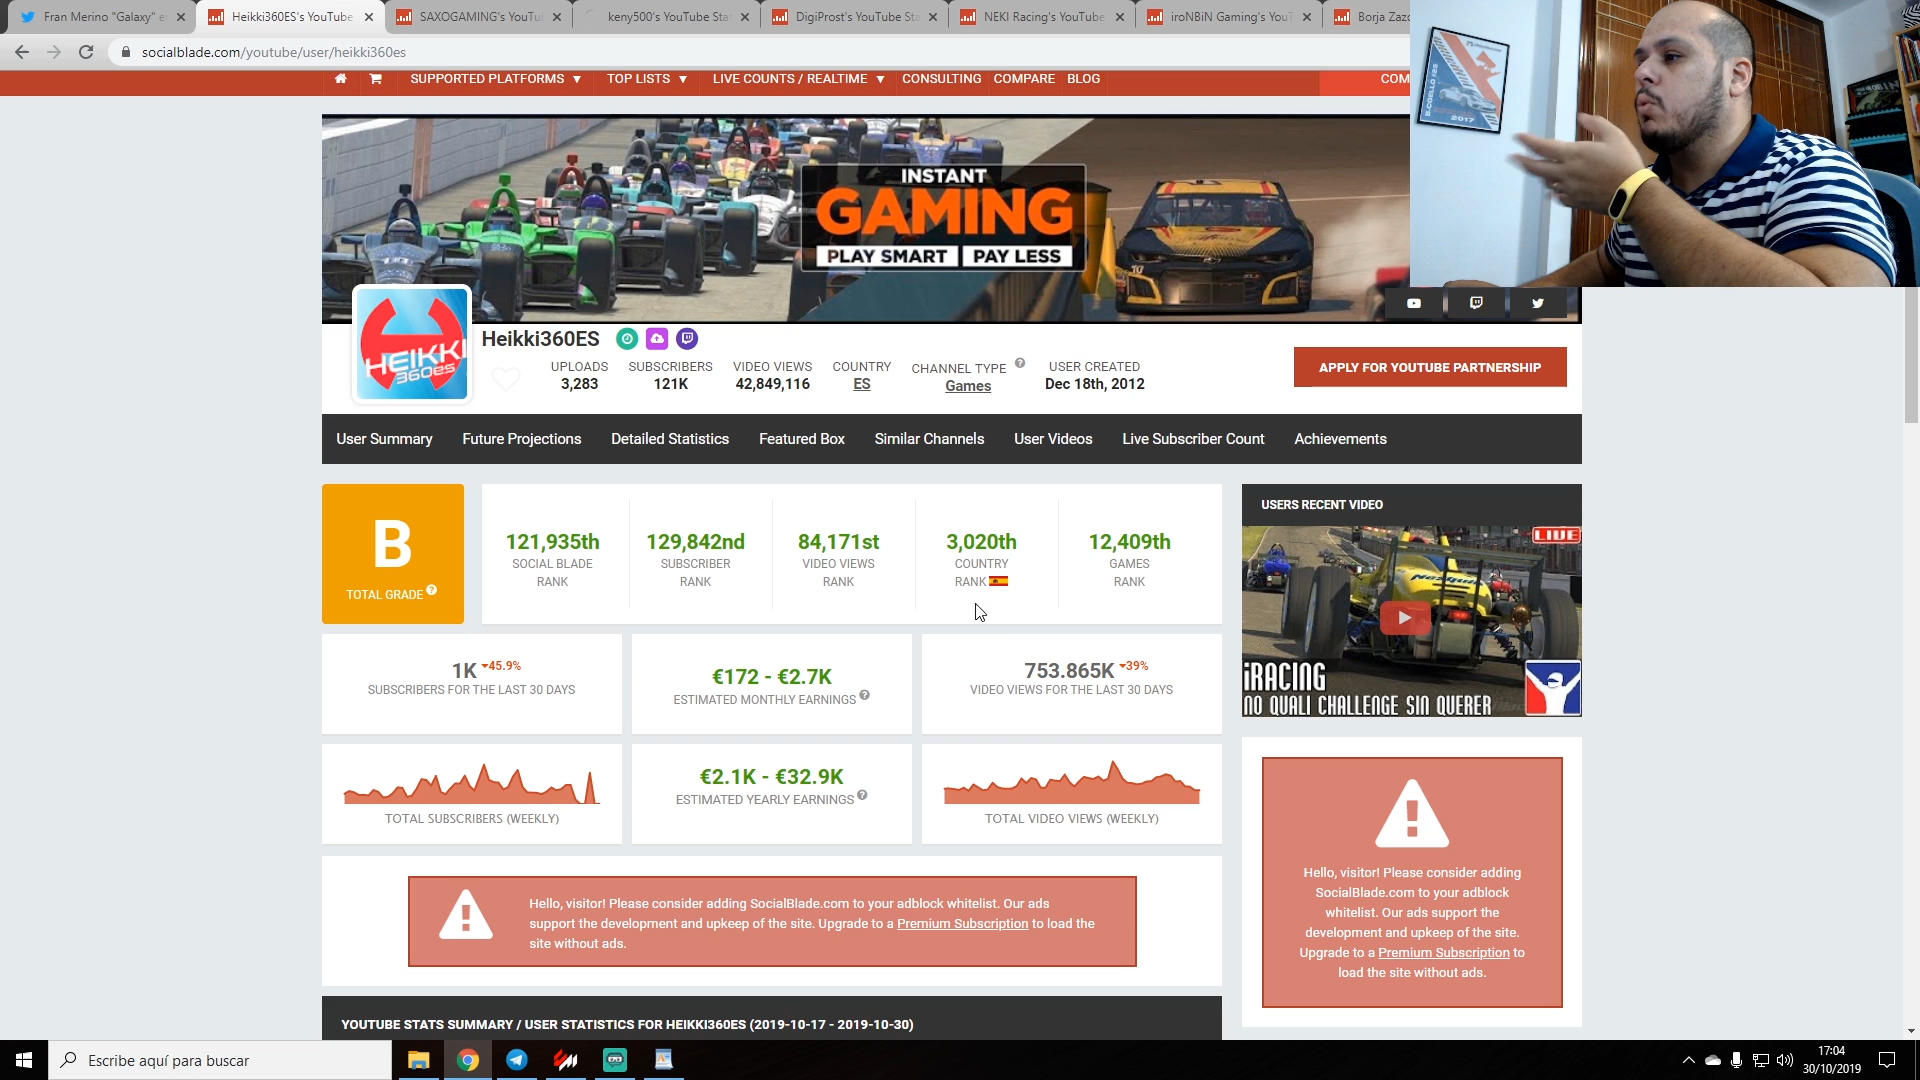 Fran Merino "Galaxy" e
Heikki360ES's YouTube
SAXOGAMING's YouTu
keny500's YouTube Stat
DigiProst's YouTube Sta
NEKI Racing's YouTube
iroNBiN Gaming's YouT
Borja Zazo
socialblade.com/youtube/user/heikki360es
SUPPORTED PLATFORMS
TOP LISTS
LIVE COUNTS / REALTIME
CONSULTING
COMPARE
BLOG
COM
2017
INSTANT
GAMING
PLAY SMART
PAY LESS
HEIKKI
360es
Heikki360ES
UPLOADS
3,283
SUBSCRIBERS
121K
VIDEO VIEWS
42,849,116
COUNTRY
ES
CHANNEL TYPE
Games
USER CREATED
Dec 18th, 2012
APPLY FOR YOUTUBE PARTNERSHIP
User Summary
Future Projections
Detailed Statistics
Featured Box
Similar Channels
User Videos
Live Subscriber Count
Achievements
B
TOTAL GRADE
121,935th
SOCIAL BLADE
RANK
129,842nd
SUBSCRIBER
RANK
84,171st
VIDEO VIEWS
RANK
3,020th
COUNTRY
RANK
12,409th
GAMES
RANK
USERS RECENT VIDEO
LIVE
Nesquik
iRACING
NO QUALI CHALLENGE SIN QUERER
1K 45.9%
SUBSCRIBERS FOR THE LAST 30 DAYS
€172 - €2.7K
ESTIMATED MONTHLY EARNINGS
753.865K 39%
VIDEO VIEWS FOR THE LAST 30 DAYS
TOTAL SUBSCRIBERS (WEEKLY)
€2.1K - €32.9K
ESTIMATED YEARLY EARNINGS
TOTAL VIDEO VIEWS (WEEKLY)
Hello, visitor! Please consider adding SocialBlade.com to your adblock whitelist. Our ads
support the development and upkeep of the site. Upgrade to a Premium Subscription to load the
site without ads.
Hello, visitor! Please consider adding
SocialBlade.com to your adblock
whitelist. Our ads support the
development and upkeep of the site.
Upgrade to a Premium Subscription to
load the site without ads.
YOUTUBE STATS SUMMARY / USER STATISTICS FOR HEIKKI360ES (2019-10-17 - 2019-10-30)
Escribe aquí para buscar
17:04
30/10/2019